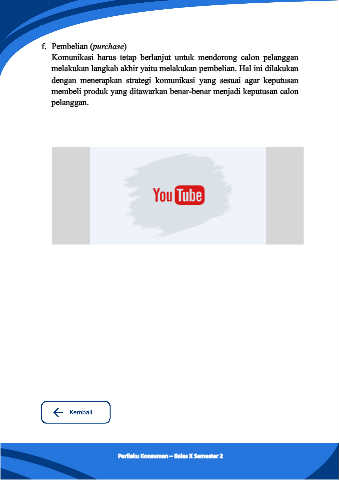 f. Pembelian (purchase)
Komunikasi harus tetap berlanjut untuk mendorong calon pelanggan
melakukan langkah akhir yaitu melakukan pembelian. Hal ini dilakukan
dengan menerapkan strategi komunikasi yang sesuai agar keputusan
membeli produk yang ditawarkan benar-benar menjadi keputusan calon
pelanggan.
YouTube
Kembali
Perilaku Konsumen – Kelas X Semester 2